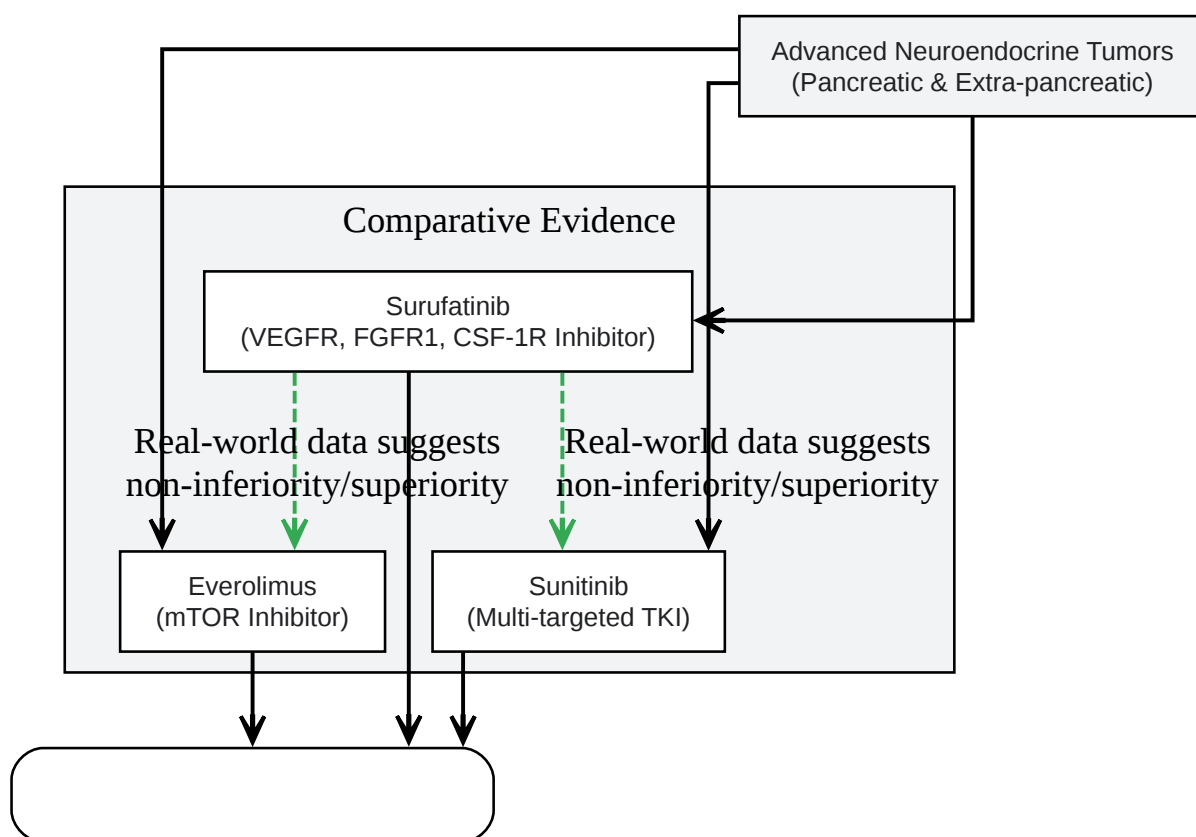 Advanced Neuroendocrine Tumors
(Pancreatic & Extra-pancreatic)
Comparative Evidence
Surufatinib
(VEGFR, FGFR1, CSF-1R Inhibitor)
Real-world data suggests
non-inferiority/superiority
Real-world data suggests
non-inferiority/superiority
Everolimus
(mTOR Inhibitor)
Sunitinib
(Multi-targeted TKI)